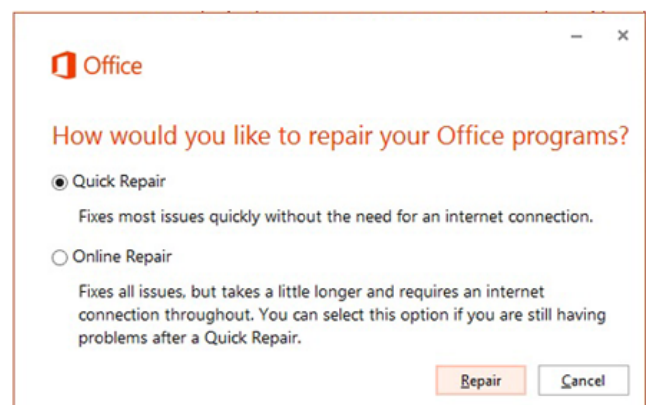 Office
How would you like to repair your Office programs?
Quick Repair
Fixes most issues quickly without the need for an internet connection.
Online Repair
Fixes all issues, but takes a little longer and requires an internet
connection throughout. You can select this option if you are still having
problems after a Quick Repair.
Repair Cancel